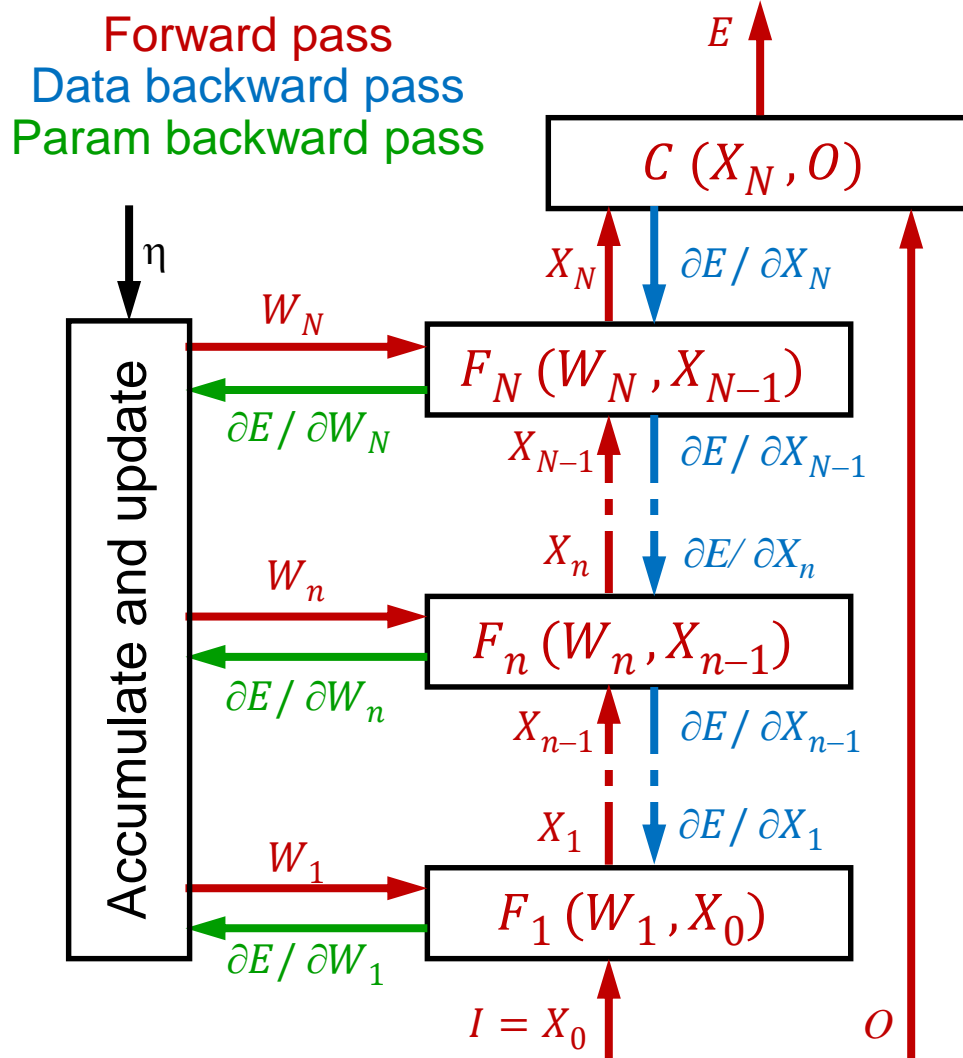 Forward pass
Data backward pass
Param backward pass
E
C (X_N , O)
η
X_N
∂E / ∂X_N
W_N
F_N (W_N , X_{N−1})
∂E / ∂W_N
X_{N−1}
∂E / ∂X_{N−1}
Accumulate and update
X_n
∂E/ ∂X_n
W_n
F_n (W_n , X_{n−1})
∂E / ∂W_n
X_{n−1}
∂E / ∂X_{n−1}
X_1
∂E / ∂X_1
W_1
F_1 (W_1 , X_0)
∂E / ∂W_1
I = X_0
O